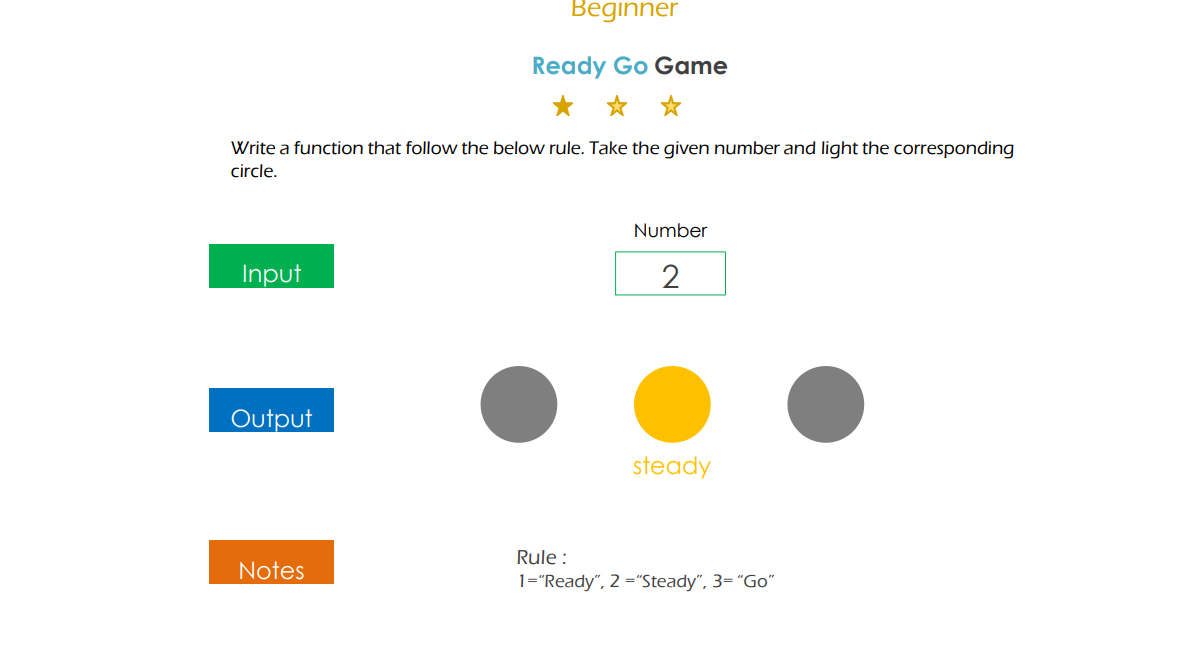 Beginner
Ready Go Game
Write a function that follow the below rule. Take the given number and light the corresponding
circle.
Number
Input
2
Output
steady
Notes
Rule :
1=“Ready”, 2 =“Steady”, 3= “Go”